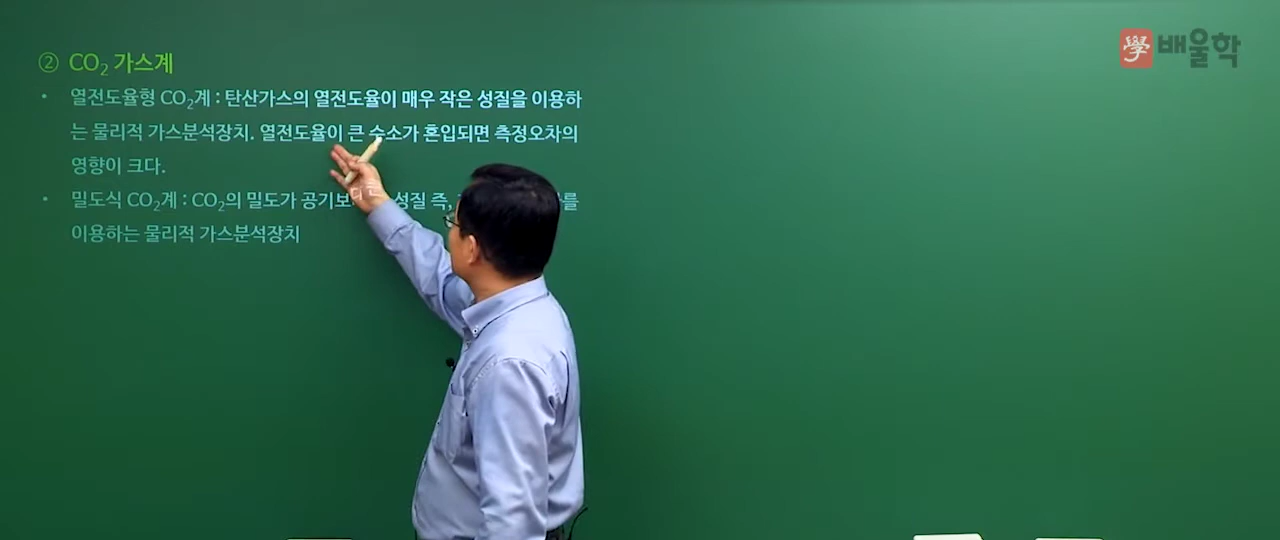 ② CO₂ 가스계
學 배울학
• 열전도율형 CO₂계 : 탄산가스의 열전도율이 매우 작은 성질을 이용하
는 물리적 가스분석장치. 열전도율이 큰 수소가 혼입되면 측정오차의
영향이 크다.
• 밀도식 CO₂계 : CO₂의 밀도가 성질 즉,
이용하는 물리적 가스분석장치